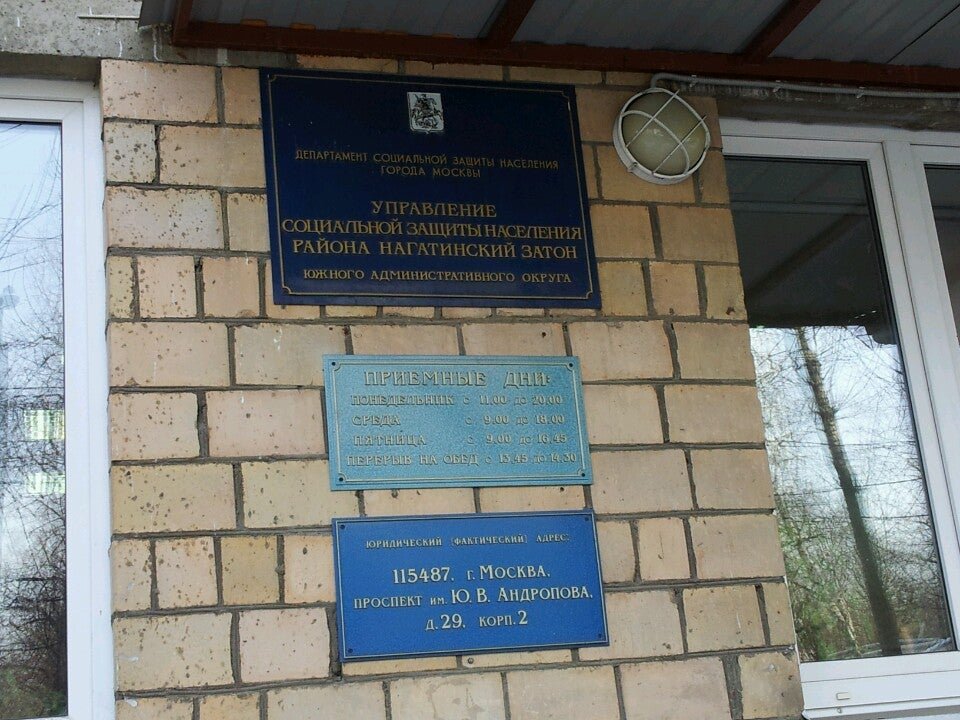 ДЕПАРТАМЕНТ СОЦИАЛЬНОЙ ЗАЩИТЫ НАСЕЛЕНИЯ
ГОРОДА МОСКВЫ
УПРАВЛЕНИЕ
СОЦИАЛЬНОЙ ЗАЩИТЫ НАСЕЛЕНИЯ
РАЙОНА НАГАТИНСКИЙ ЗАТОН
ЮЖНОГО АДМИНИСТРАТИВНОГО ОКРУГА
ПРИЕМНЫЕ ДНИ:
ПОНЕДЕЛЬНИК с 11.00 до 20.00
СРЕДА с 9.00 до 18.00
ПЯТНИЦА с 9.00 до 16.45
ПЕРЕРЫВ НА ОБЕД с 13.45 до 14.30
ЮРИДИЧЕСКИЙ (ФАКТИЧЕСКИЙ) АДРЕС:
115487, г. Москва,
ПРОСПЕКТ им. Ю. В. Андропова,
д. 29, корп. 2